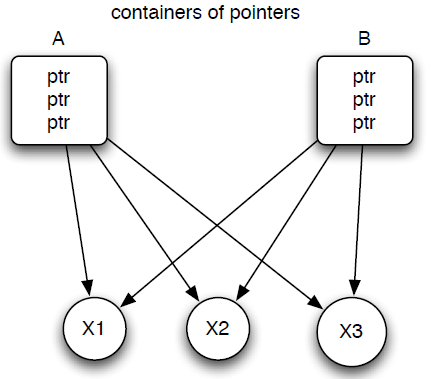 containers of pointers
A
B
ptr
ptr
ptr
ptr
ptr
ptr
X1
X2
X3